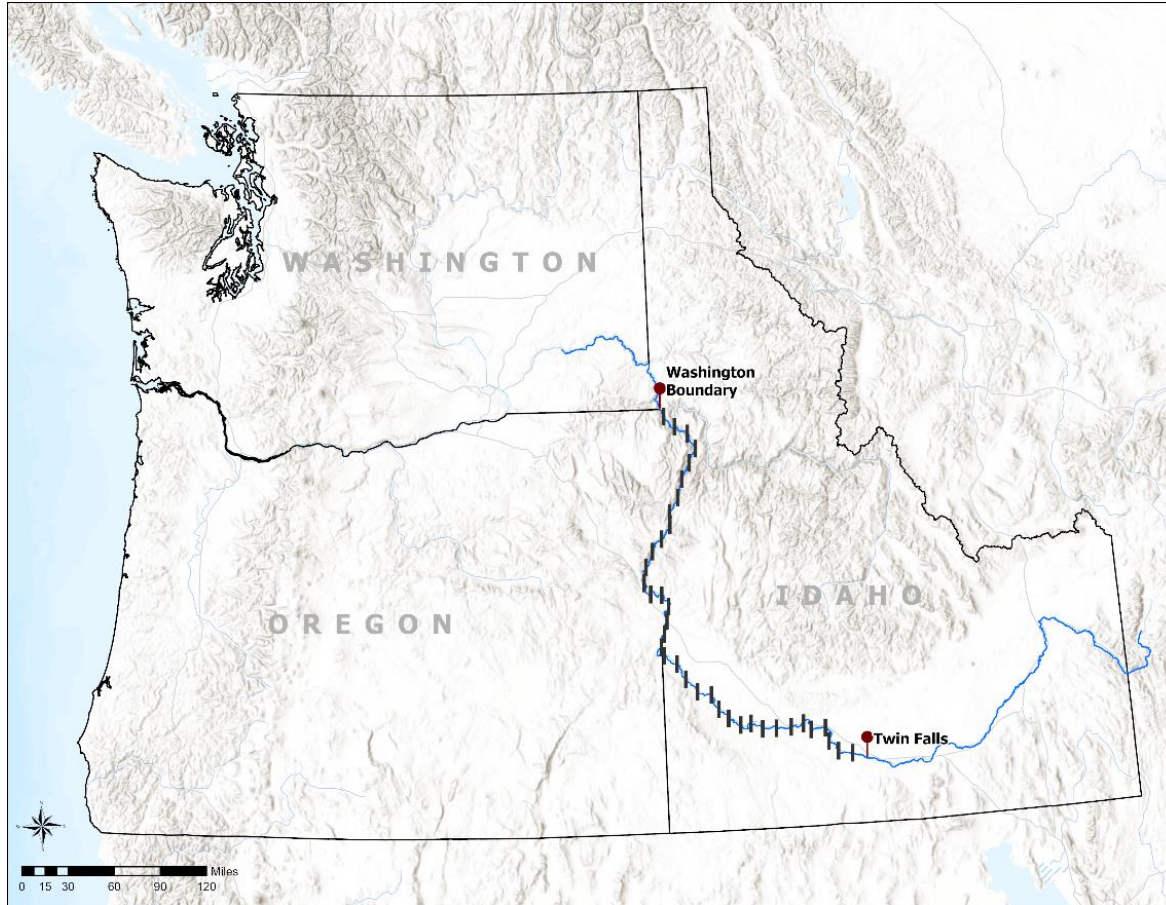 WASHINGTON
Washington
Boundary
IDAHO
OREGON
Twin Falls
Miles
0 15 30 60 90 120